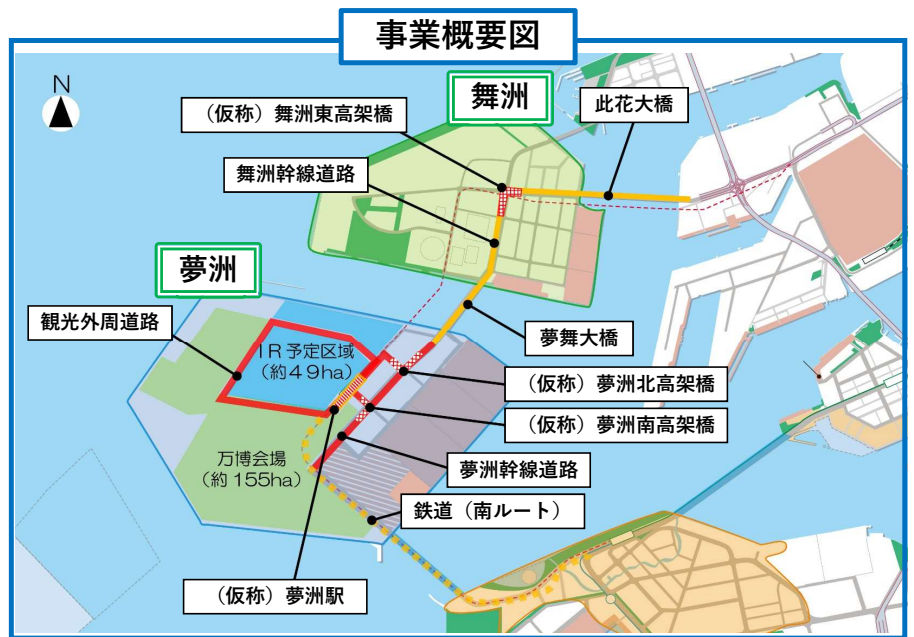 事業概要図
N
舞洲
此花大橋
（仮称）舞洲東高架橋
舞洲幹線道路
夢洲
観光外周道路
IR予定区域
（約49ha）
夢舞大橋
（仮称）夢洲北高架橋
（仮称）夢洲南高架橋
万博会場
（約155ha）
夢洲幹線道路
鉄道（南ルート）
（仮称）夢洲駅